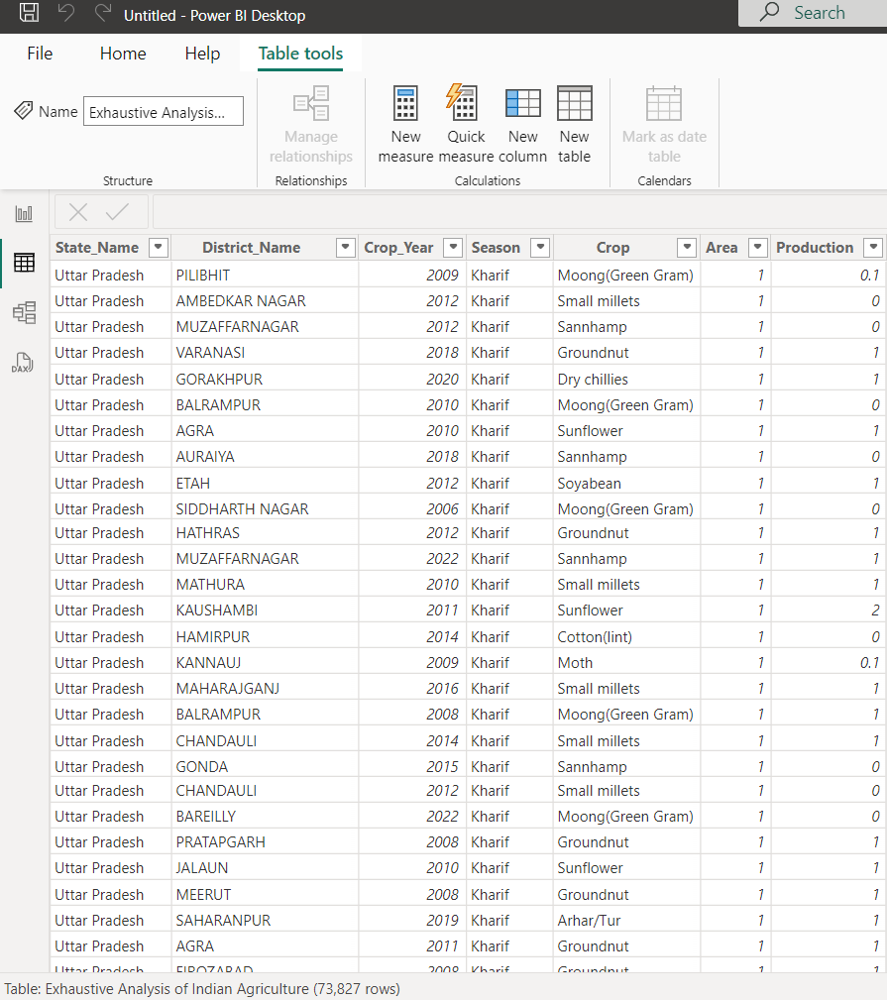 Untitled - Power BI Desktop
Search
File Home Help Table tools
Name Exhaustive Analysis...
Manage relationships
New measure
Quick measure
New column
New table
Mark as date table
Structure Relationships Calculations Calendars
State_Name District_Name Crop_Year Season Crop Area Production
Uttar Pradesh PILIBHIT 2009 Kharif Moong(Green Gram) 1 0.1
Uttar Pradesh AMBEDKAR NAGAR 2012 Kharif Small millets 1 0
Uttar Pradesh MUZAFFARNAGAR 2012 Kharif Sannhamp 1 0
Uttar Pradesh VARANASI 2018 Kharif Groundnut 1 1
Uttar Pradesh GORAKHPUR 2020 Kharif Dry chillies 1 1
Uttar Pradesh BALRAMPUR 2010 Kharif Moong(Green Gram) 1 0
Uttar Pradesh AGRA 2010 Kharif Sunflower 1 1
Uttar Pradesh AURAIYA 2018 Kharif Sannhamp 1 0
Uttar Pradesh ETAH 2012 Kharif Soyabean 1 1
Uttar Pradesh SIDDHARTH NAGAR 2006 Kharif Moong(Green Gram) 1 0
Uttar Pradesh HATHRAS 2012 Kharif Groundnut 1 1
Uttar Pradesh MUZAFFARNAGAR 2022 Kharif Sannhamp 1 1
Uttar Pradesh MATHURA 2010 Kharif Small millets 1 1
Uttar Pradesh KAUSHAMBI 2011 Kharif Sunflower 1 2
Uttar Pradesh HAMIRPUR 2014 Kharif Cotton(lint) 1 0
Uttar Pradesh KANNAUJ 2009 Kharif Moth 1 0.1
Uttar Pradesh MAHARAJGANJ 2016 Kharif Small millets 1 1
Uttar Pradesh BALRAMPUR 2008 Kharif Moong(Green Gram) 1 1
Uttar Pradesh CHANDAULI 2014 Kharif Small millets 1 1
Uttar Pradesh GONDA 2015 Kharif Sannhamp 1 0
Uttar Pradesh CHANDAULI 2012 Kharif Small millets 1 0
Uttar Pradesh BAREILLY 2022 Kharif Moong(Green Gram) 1 0
Uttar Pradesh PRATAPGARH 2008 Kharif Groundnut 1 1
Uttar Pradesh JALAUN 2010 Kharif Sunflower 1 1
Uttar Pradesh MEERUT 2008 Kharif Groundnut 1 1
Uttar Pradesh SAHARANPUR 2019 Kharif Arhar/Tur 1 1
Uttar Pradesh AGRA 2011 Kharif Groundnut 1 1
Uttar Pradesh FIROZABAD 2008 Kharif Groundnut 1 1
DAX
Table: Exhaustive Analysis of Indian Agriculture (73,827 rows)